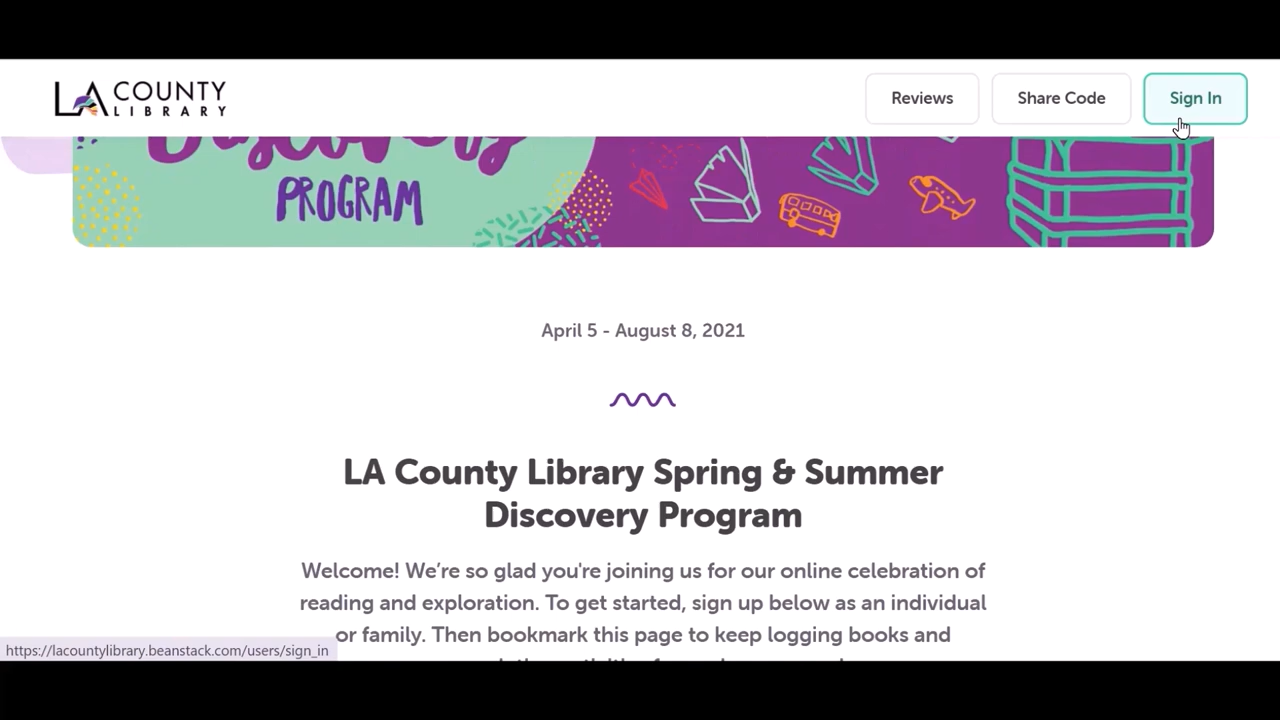 LA COUNTY
LIBRARY
Reviews
Share Code
Sign In
Discovery
PROGRAM
April 5 - August 8, 2021
LA County Library Spring & Summer
Discovery Program
Welcome! We’re so glad you're joining us for our online celebration of
reading and exploration. To get started, sign up below as an individual
or family. Then bookmark this page to keep logging books and
https://lacountylibrary.beanstack.com/users/sign_in